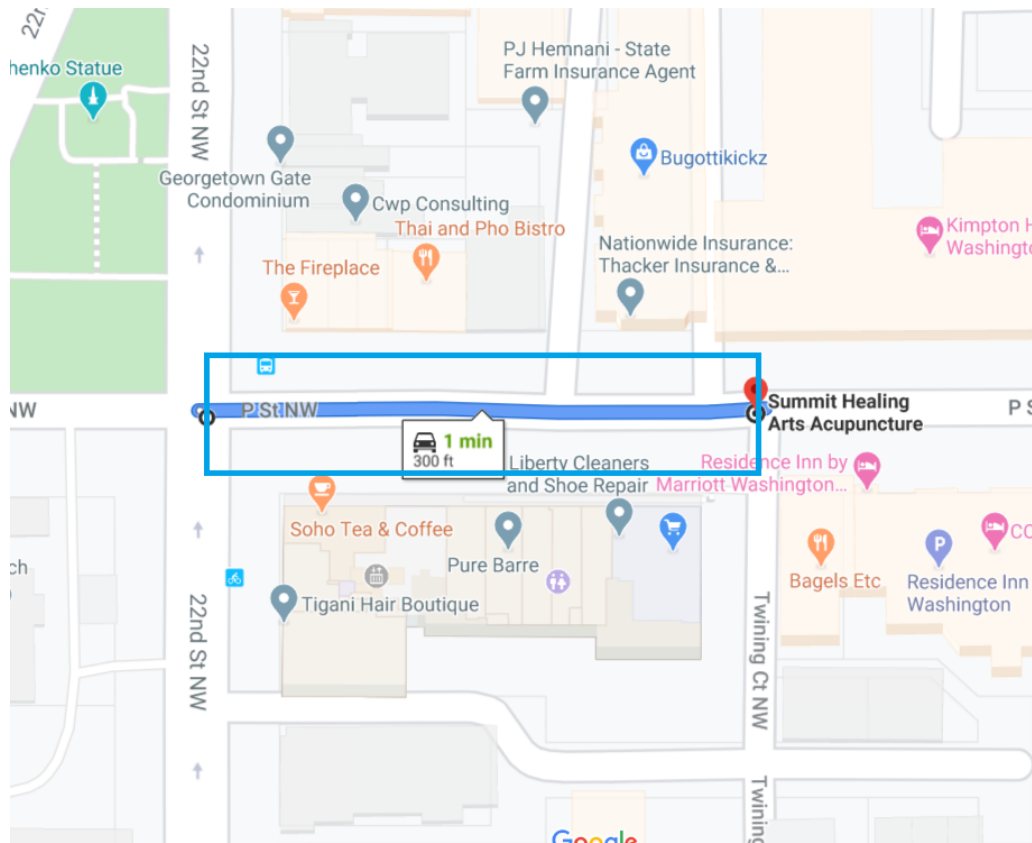 22n
henko Statue
22nd St NW
PJ Hemnani - State
Farm Insurance Agent
Bugottikickz
Georgetown Gate
Condominium
Cwp Consulting
Thai and Pho Bistro
Kimpton H
Washingto
Nationwide Insurance:
Thacker Insurance &...
The Fireplace
NW
P St NW
Summit Healing
Arts Acupuncture
P S
1 min
300 ft
Liberty Cleaners
and Shoe Repair
Residence Inn by
Marriott Washington...
Soho Tea & Coffee
Pure Barre
P
CO
ch
Bagels Etc
Residence Inn
Washington
Tigani Hair Boutique
22nd St NW
Twining Ct NW
Twining
Google